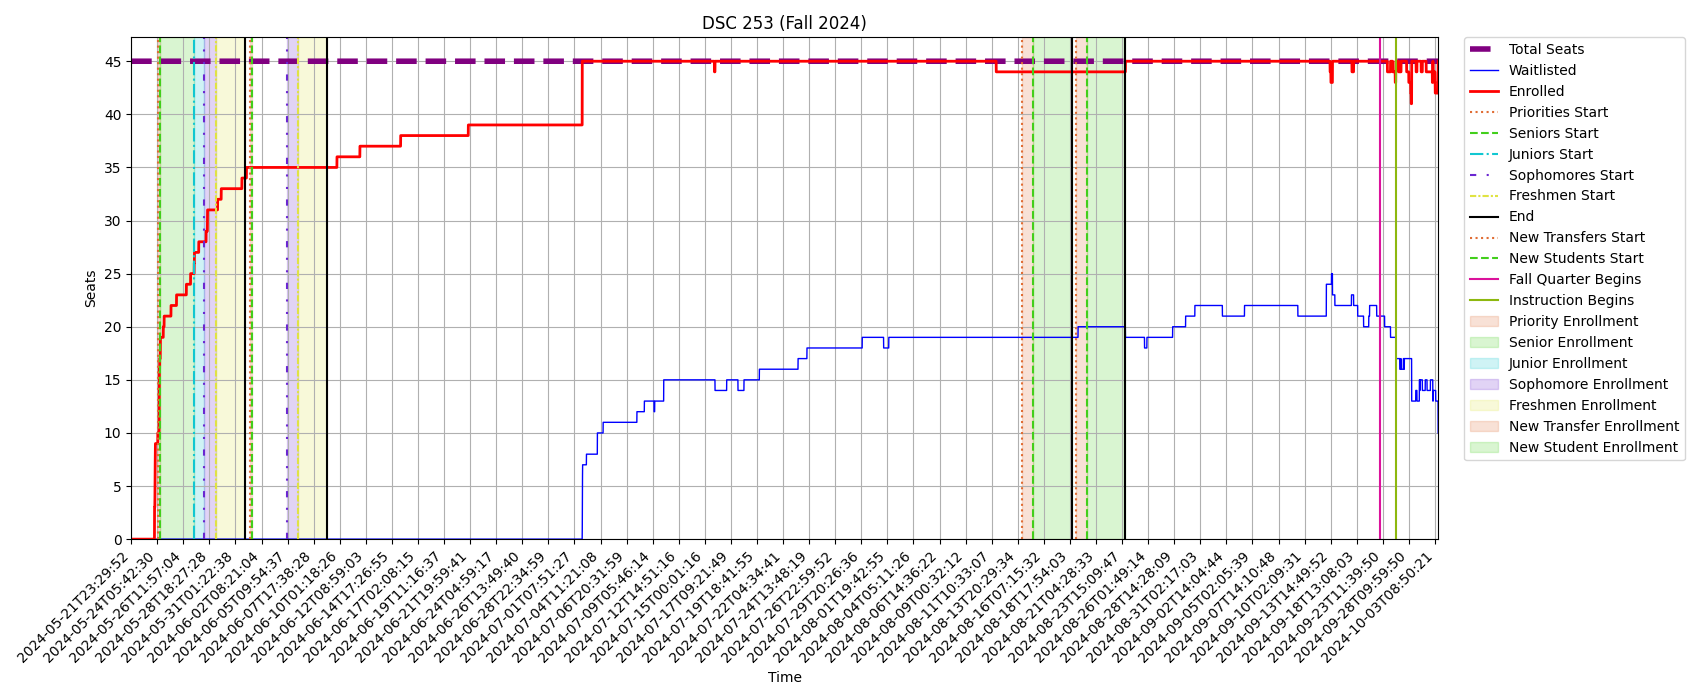 DSC 253 (Fall 2024)
Seats
45
40
35
30
25
20
15
10
5
0
2024-05-21T23:29:52
2024-05-24T05:42:30
2024-05-26T11:57:04
2024-05-28T18:27:28
2024-05-31T01:22:38
2024-06-02T08:21:04
2024-06-05T09:54:37
2024-06-07T17:38:28
2024-06-10T01:18:26
2024-06-12T08:59:03
2024-06-14T17:26:55
2024-06-17T02:08:15
2024-06-19T11:16:37
2024-06-21T19:59:41
2024-06-24T04:59:17
2024-06-26T13:49:40
2024-06-28T22:34:59
2024-07-01T07:51:27
2024-07-04T11:21:08
2024-07-06T20:31:59
2024-07-09T05:46:14
2024-07-12T14:51:16
2024-07-15T00:01:16
2024-07-17T09:21:49
2024-07-19T18:41:55
2024-07-22T04:34:41
2024-07-24T13:48:19
2024-07-26T22:59:52
2024-07-29T20:26:36
2024-08-01T19:42:55
2024-08-04T05:11:26
2024-08-06T14:36:22
2024-08-09T00:32:12
2024-08-11T10:33:07
2024-08-13T20:29:34
2024-08-16T07:15:32
2024-08-18T17:54:03
2024-08-21T04:28:33
2024-08-23T15:09:47
2024-08-26T01:49:14
2024-08-28T14:28:09
2024-08-31T02:17:03
2024-09-02T14:04:44
2024-09-05T02:05:39
2024-09-07T14:10:48
2024-09-10T02:09:31
2024-09-13T14:49:52
2024-09-18T13:08:03
2024-09-23T11:39:50
2024-09-28T09:59:50
2024-10-03T08:50:21
Time
Total Seats
Waitlisted
Enrolled
Priorities Start
Seniors Start
Juniors Start
Sophomores Start
Freshmen Start
End
New Transfers Start
New Students Start
Fall Quarter Begins
Instruction Begins
Priority Enrollment
Senior Enrollment
Junior Enrollment
Sophomore Enrollment
Freshmen Enrollment
New Transfer Enrollment
New Student Enrollment